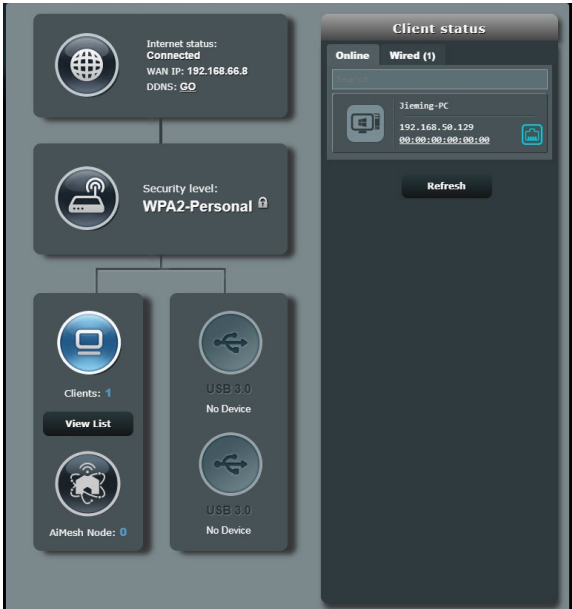 Internet status:
Connected
WAN IP: 192.168.66.8
DDNS: GO
Security level:
WPA2-Personal
Clients: 1
View List
AiMesh Node: 0
USB 3.0
No Device
USB 3.0
No Device
Client status
Online Wired (1)
Search
Jieming-PC
192.168.50.129
00:00:00:00:00:00
Refresh